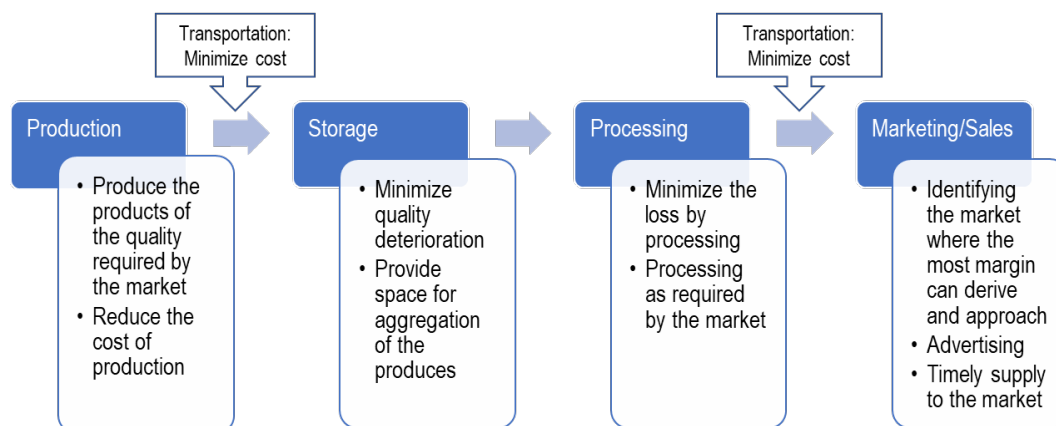 Transportation:
Minimize cost
Transportation:
Minimize cost
Production
• Produce the
products of
the quality
required by
the market
• Reduce the
cost of
production
Storage
• Minimize
quality
deterioration
• Provide
space for
aggregation
of the
produces
Processing
• Minimize the
loss by
processing
• Processing
as required
by the market
Marketing/Sales
• Identifying
the market
where the
most margin
can derive
and approach
• Advertising
• Timely supply
to the market